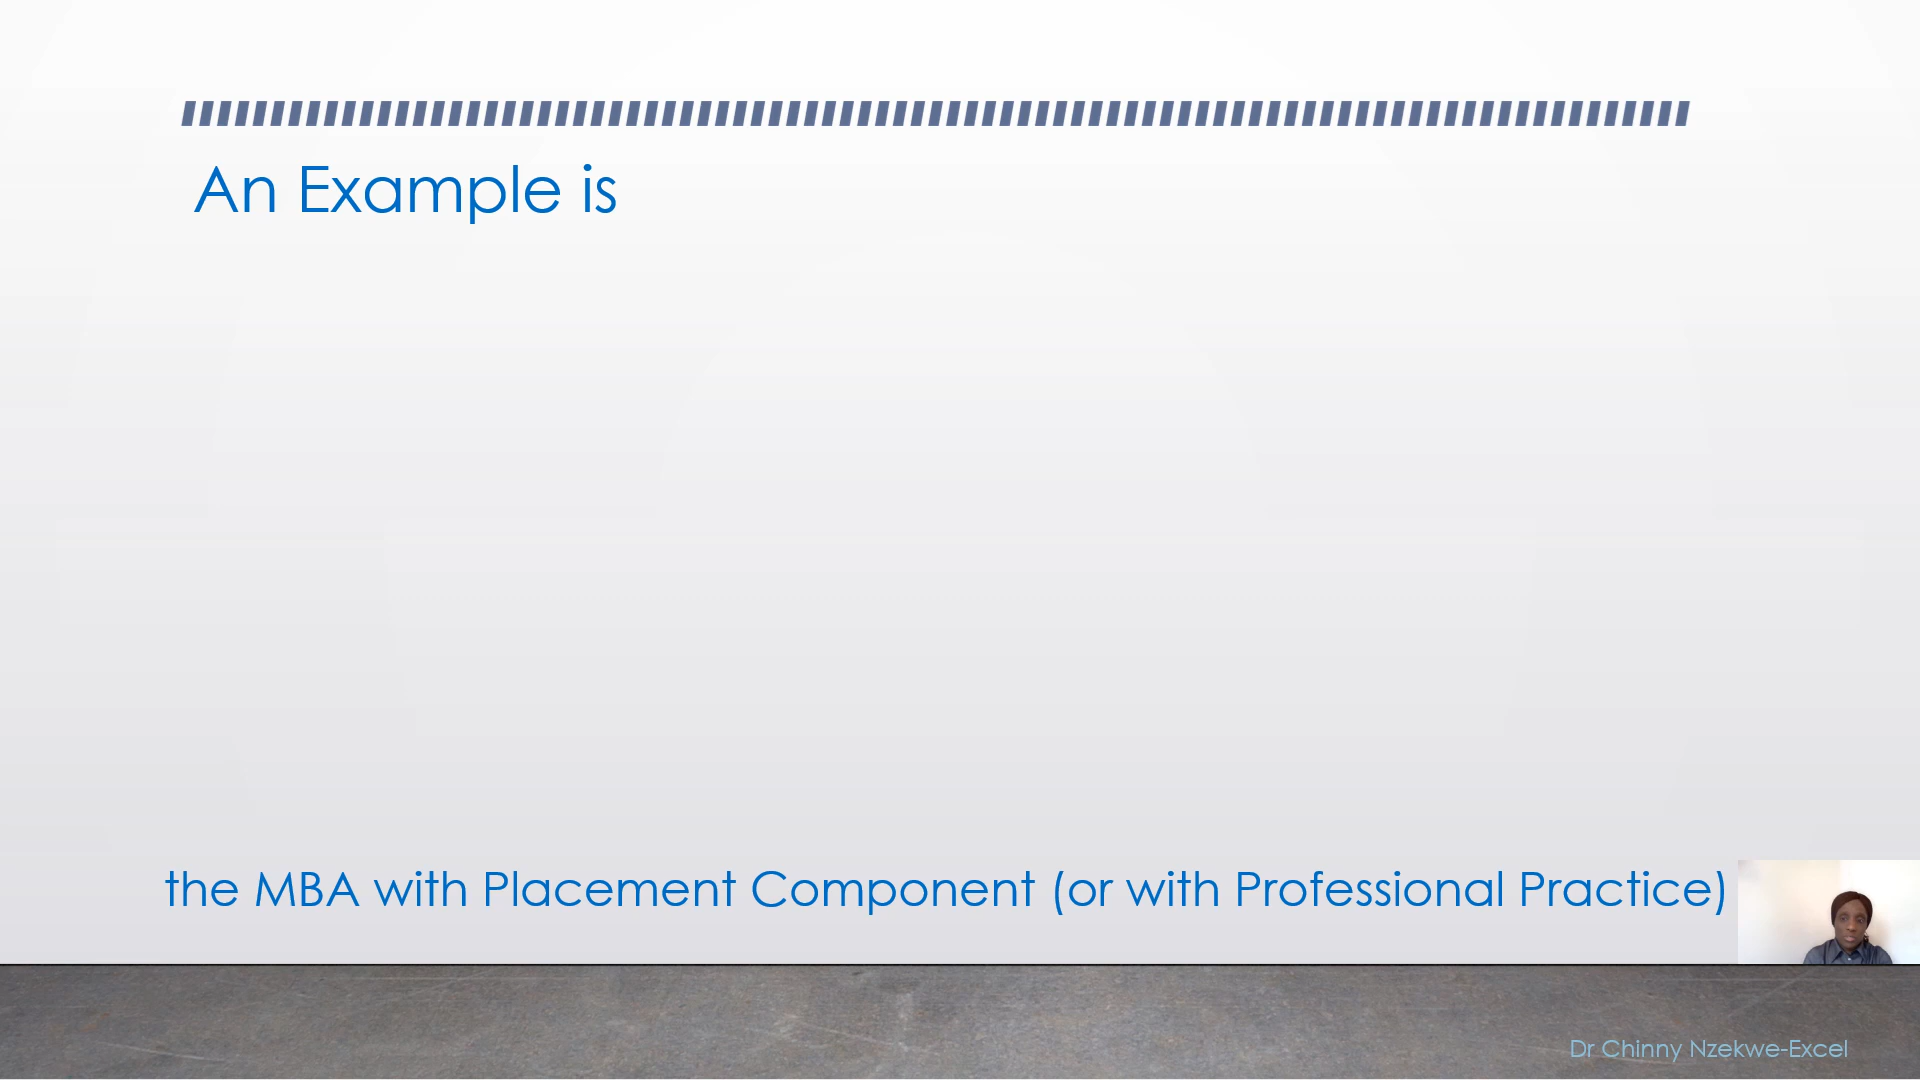 An Example is
the MBA with Placement Component (or with Professional Practice)
Dr Chinny Nzekwe-Excel